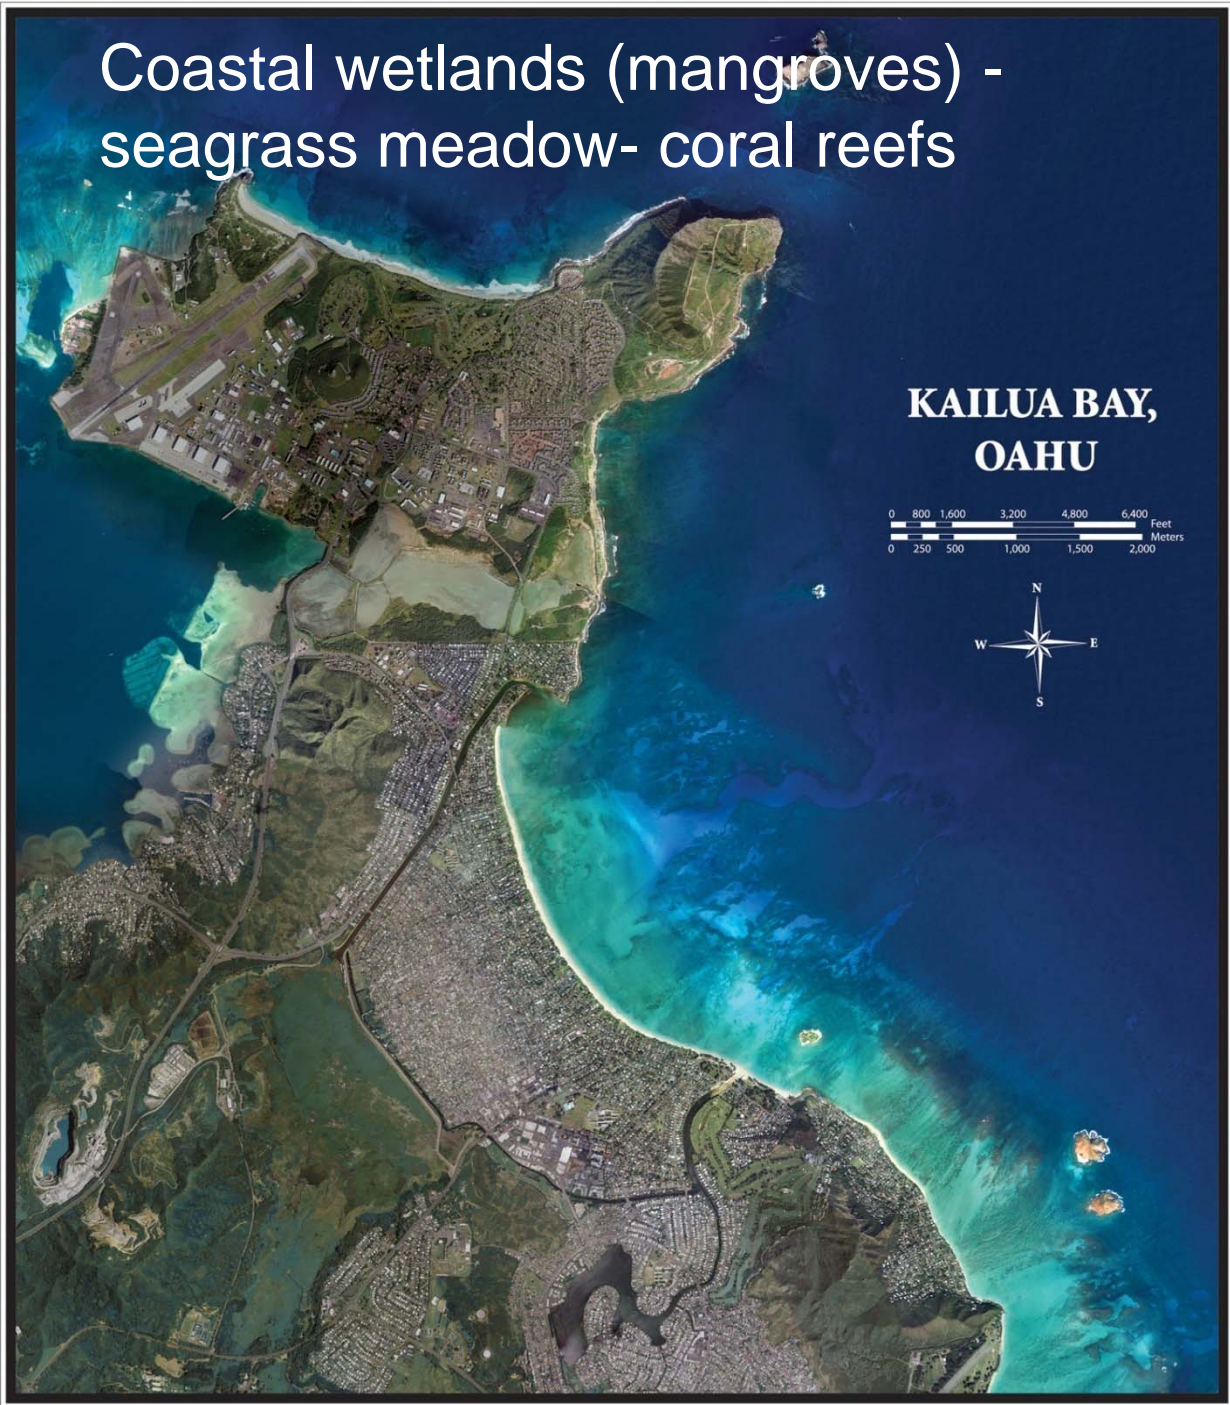 Coastal wetlands (mangroves) -
seagrass meadow- coral reefs
KAILUA BAY,
OAHU
0 800 1,600 3,200 4,800 6,400
Feet
Meters
0 250 500 1,000 1,500 2,000
N
W E
S